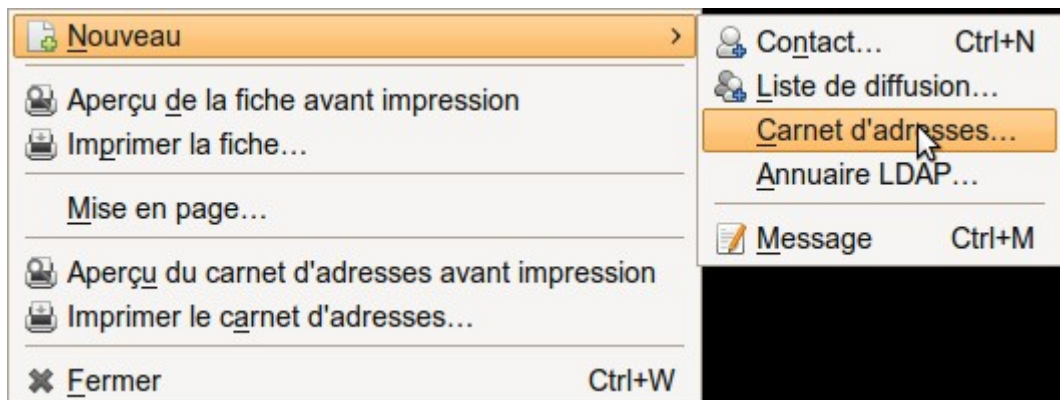 Nouveau
Aperçu de la fiche avant impression
Imprimer la fiche…
Mise en page…
Aperçu du carnet d'adresses avant impression
Imprimer le carnet d'adresses…
Fermer Ctrl+W
Contact… Ctrl+N
Liste de diffusion…
Carnet d'adresses…
Annuaire LDAP…
Message Ctrl+M